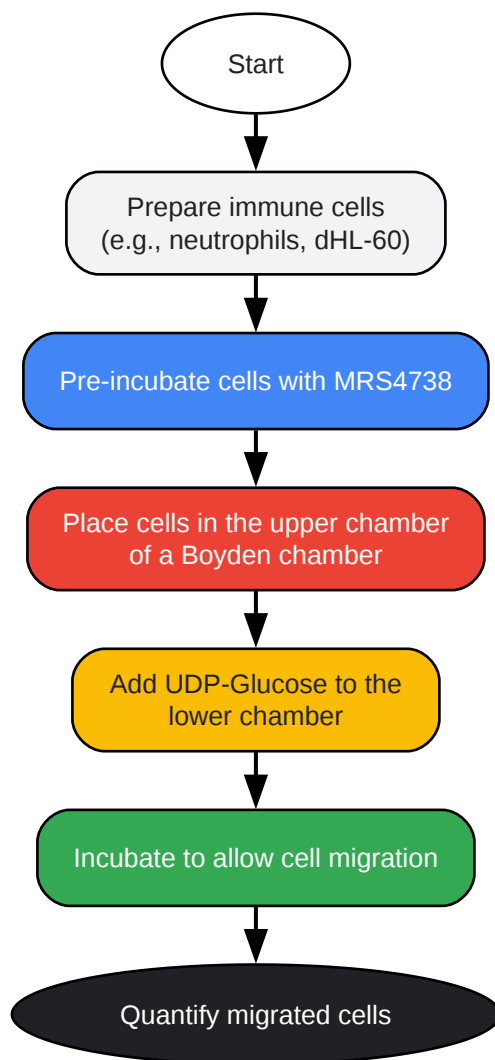 Start
Prepare immune cells
(e.g., neutrophils, dHL-60)
Pre-incubate cells with MRS4738
Place cells in the upper chamber
of a Boyden chamber
Add UDP-Glucose to the
lower chamber
Incubate to allow cell migration
Quantify migrated cells